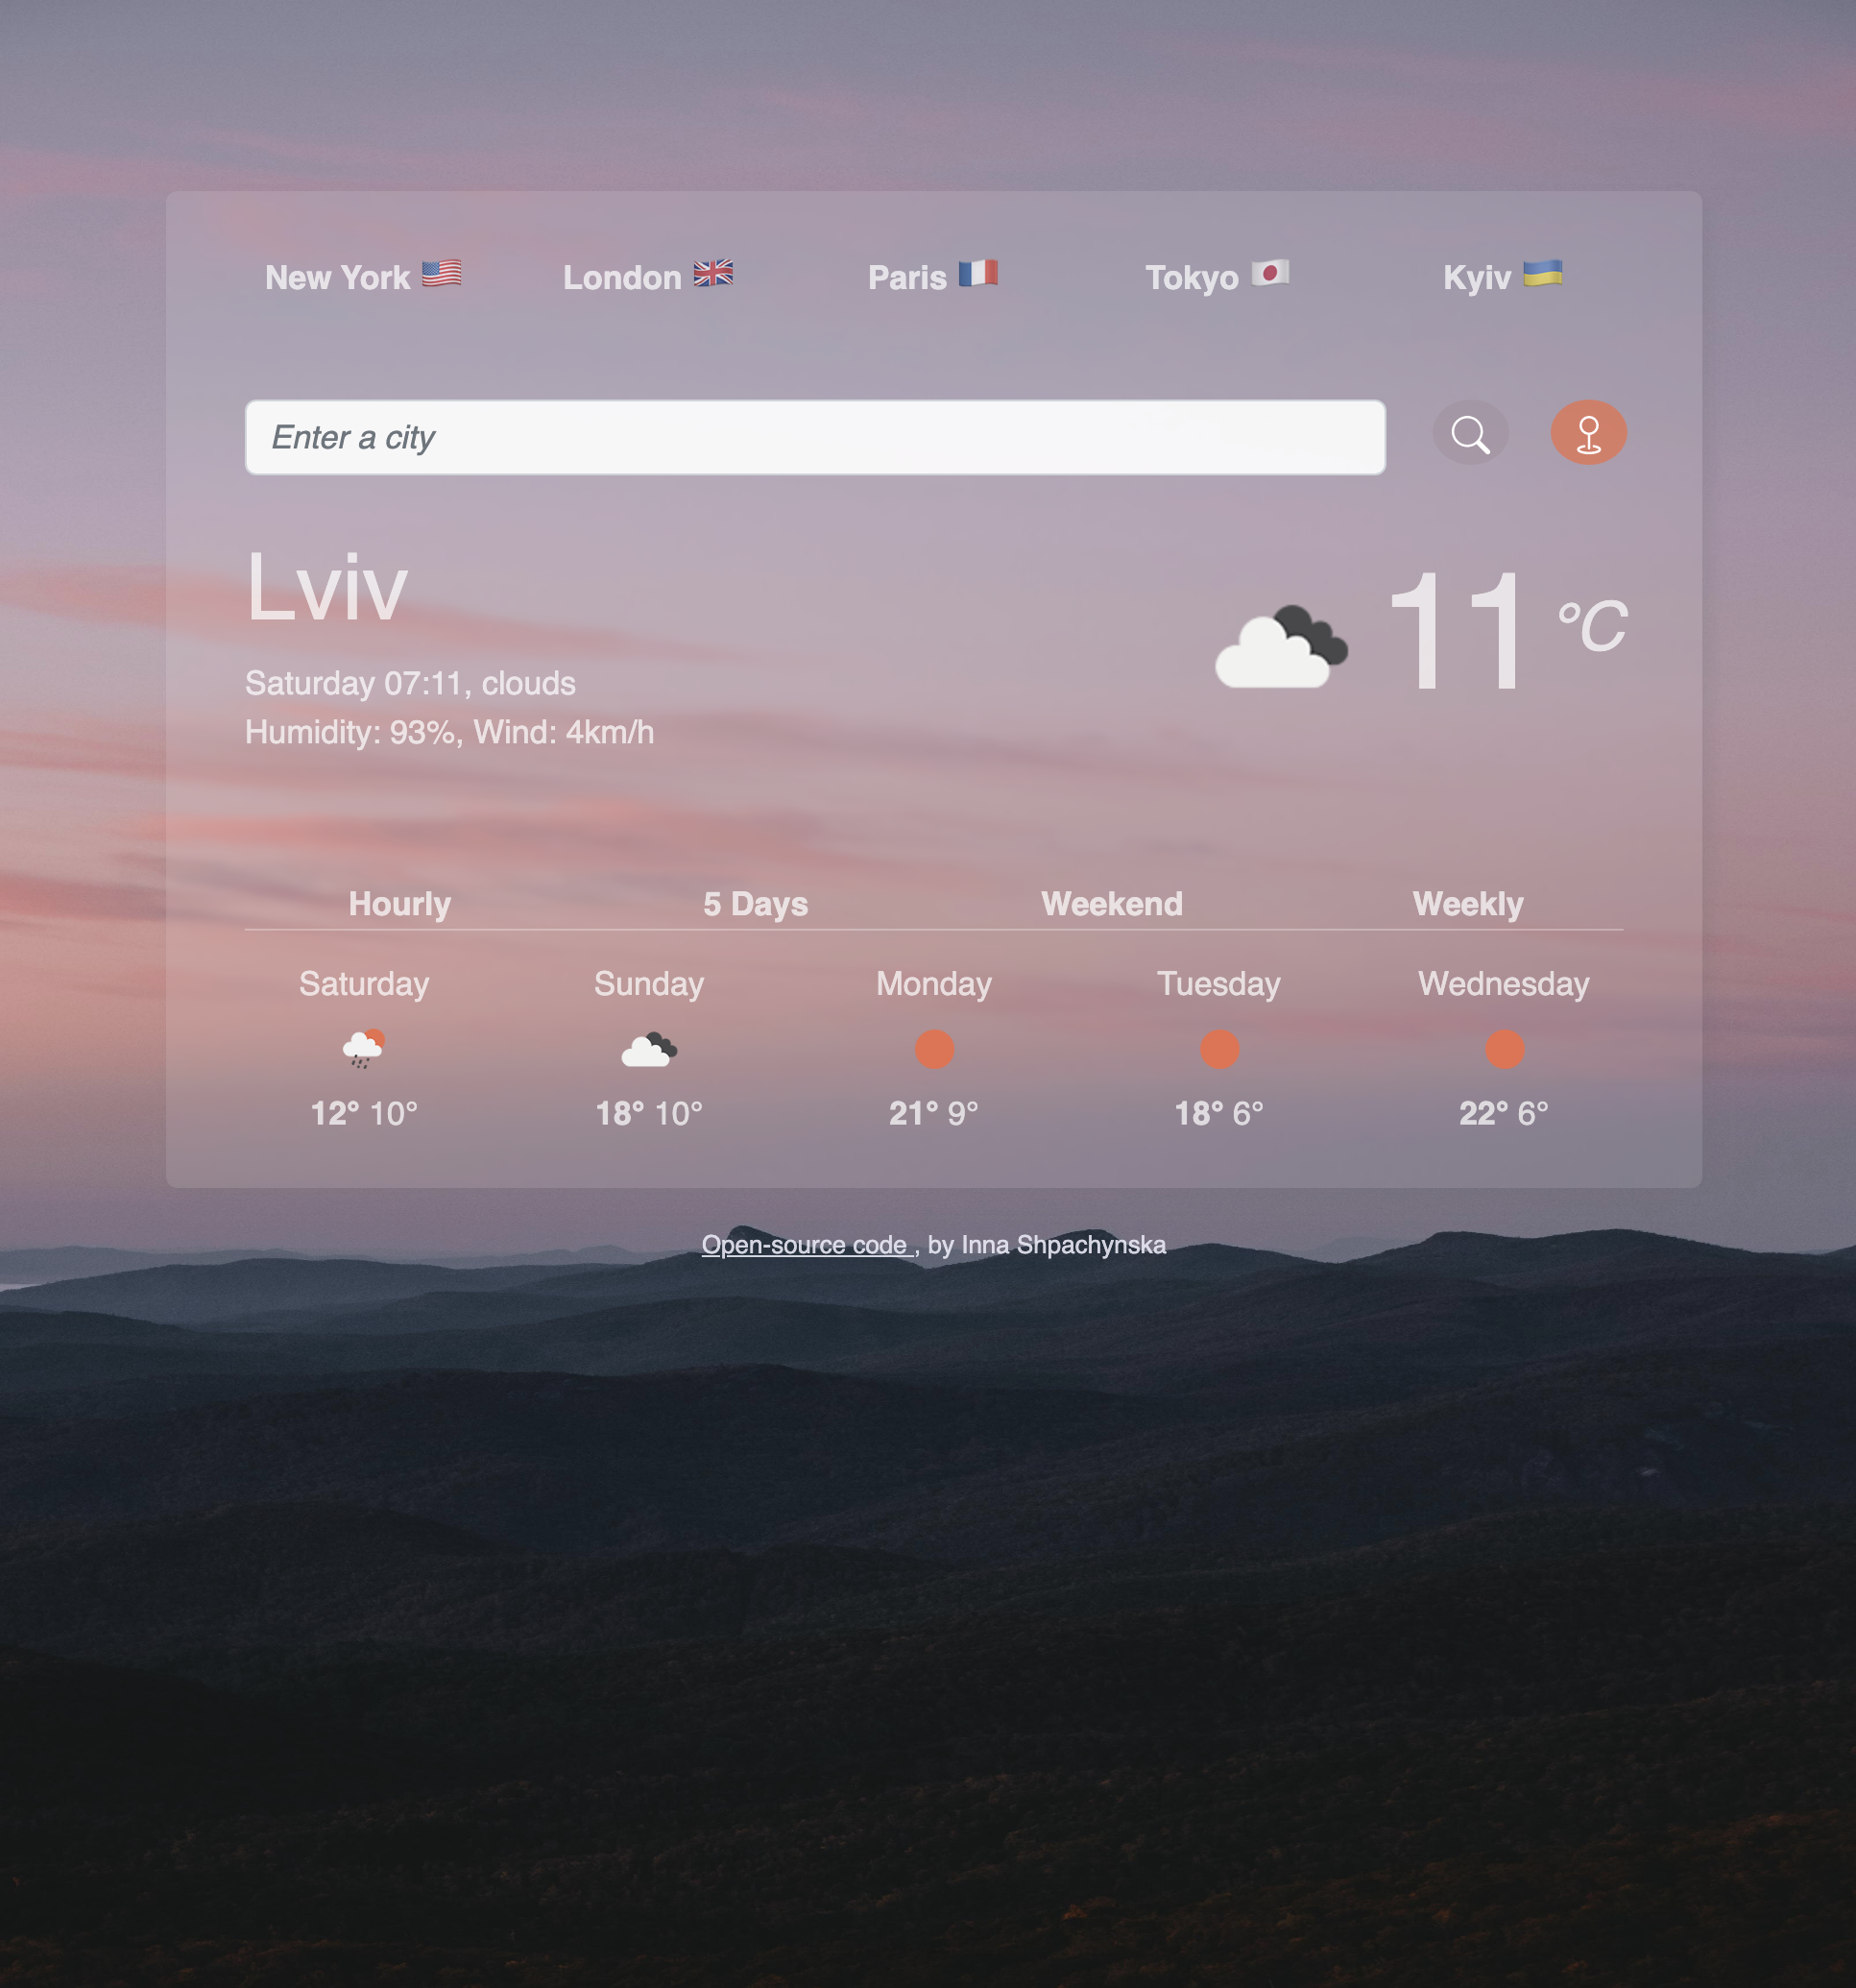 New York 🇺🇸 London 🇬🇧 Paris 🇫🇷 Tokyo 🇯🇵 Kyiv 🇺🇦
Enter a city
Lviv
11 °C
Saturday 07:11, clouds
Humidity: 93%, Wind: 4km/h
Hourly 5 Days Weekend Weekly
Saturday Sunday Monday Tuesday Wednesday
12° 10° 18° 10° 21° 9° 18° 6° 22° 6°
Open-source code , by Inna Shpachynska